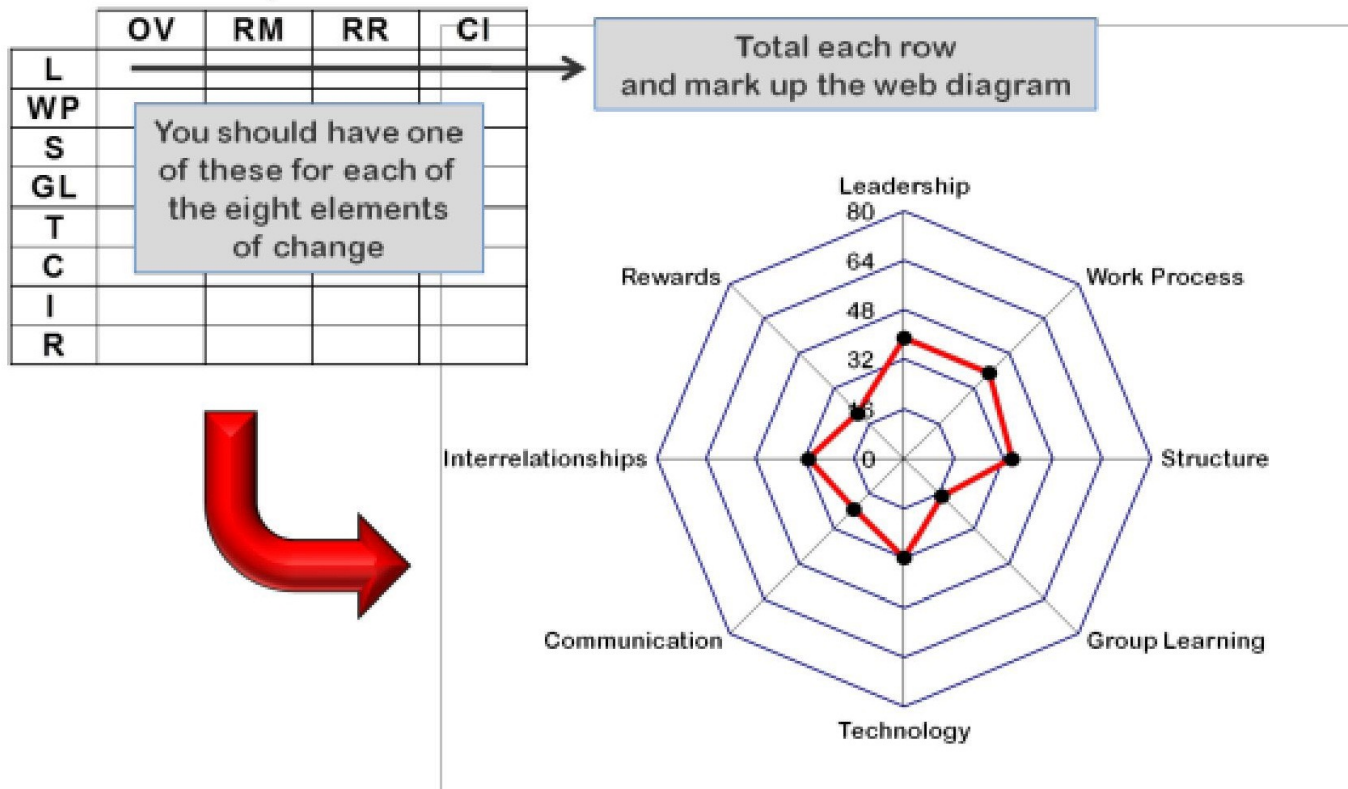 OV RM RR CI
L
WP
S
GL
T
C
I
R
You should have one
of these for each of
the eight elements
of change
Total each row
and mark up the web diagram
Leadership
80
64
48
32
16
0
Rewards
Work Process
Interrelationships
Structure
Communication
Group Learning
Technology